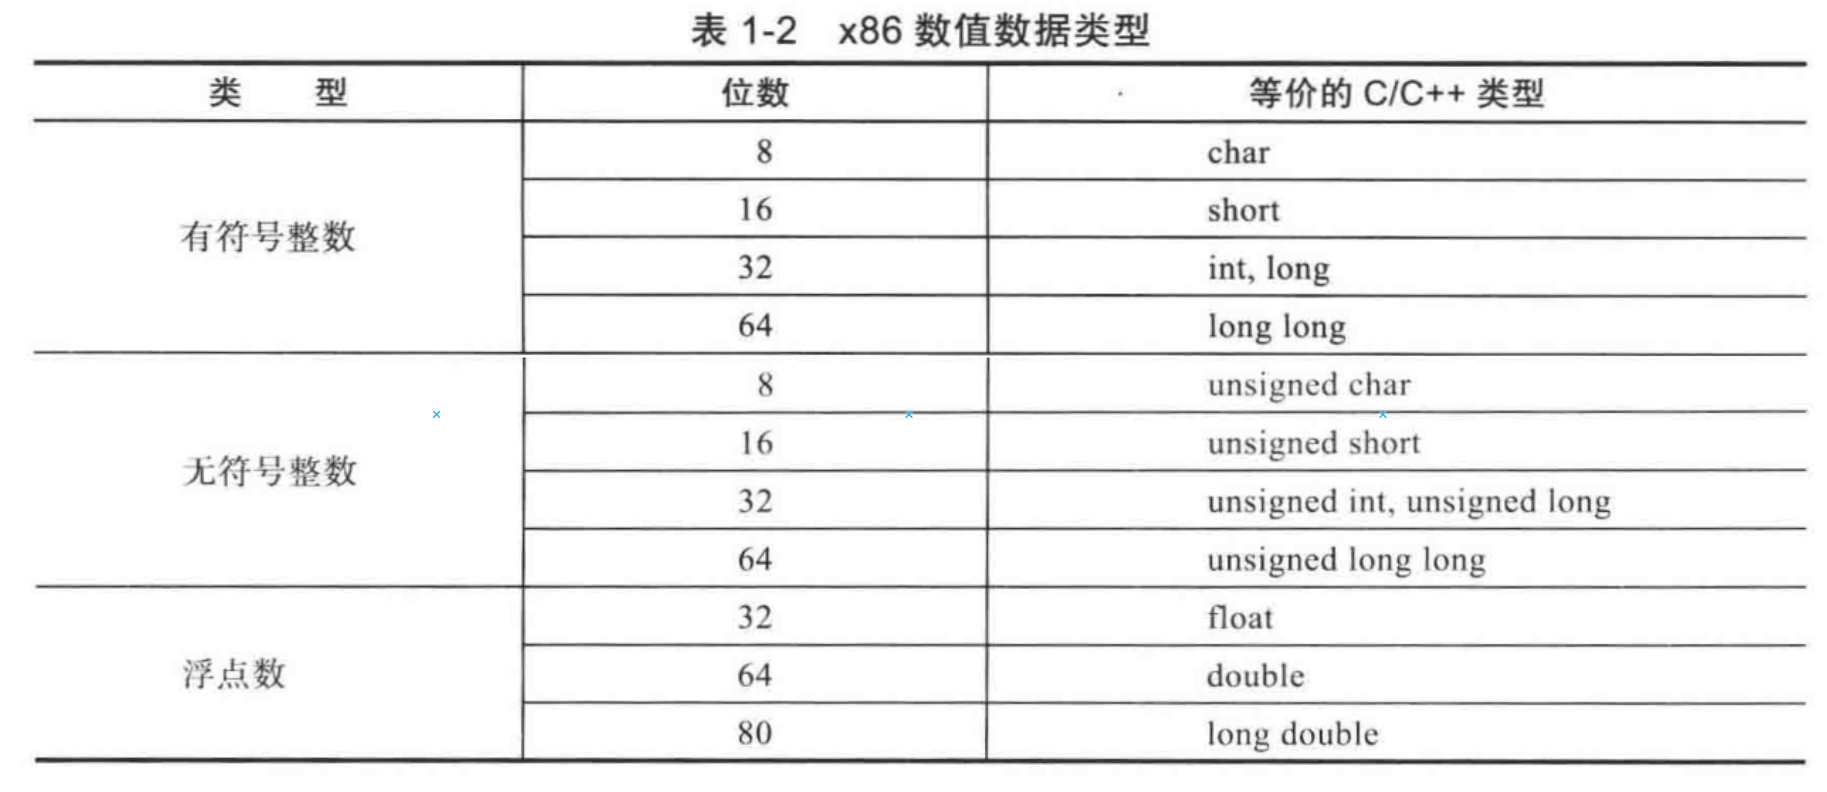 表 1-2 x86 数值数据类型
类 型 位数 等价的 C/C++ 类型
有符号整数
8 char
16 short
32 int, long
64 long long
无符号整数
8 unsigned char
16 unsigned short
32 unsigned int, unsigned long
64 unsigned long long
浮点数
32 float
64 double
80 long double